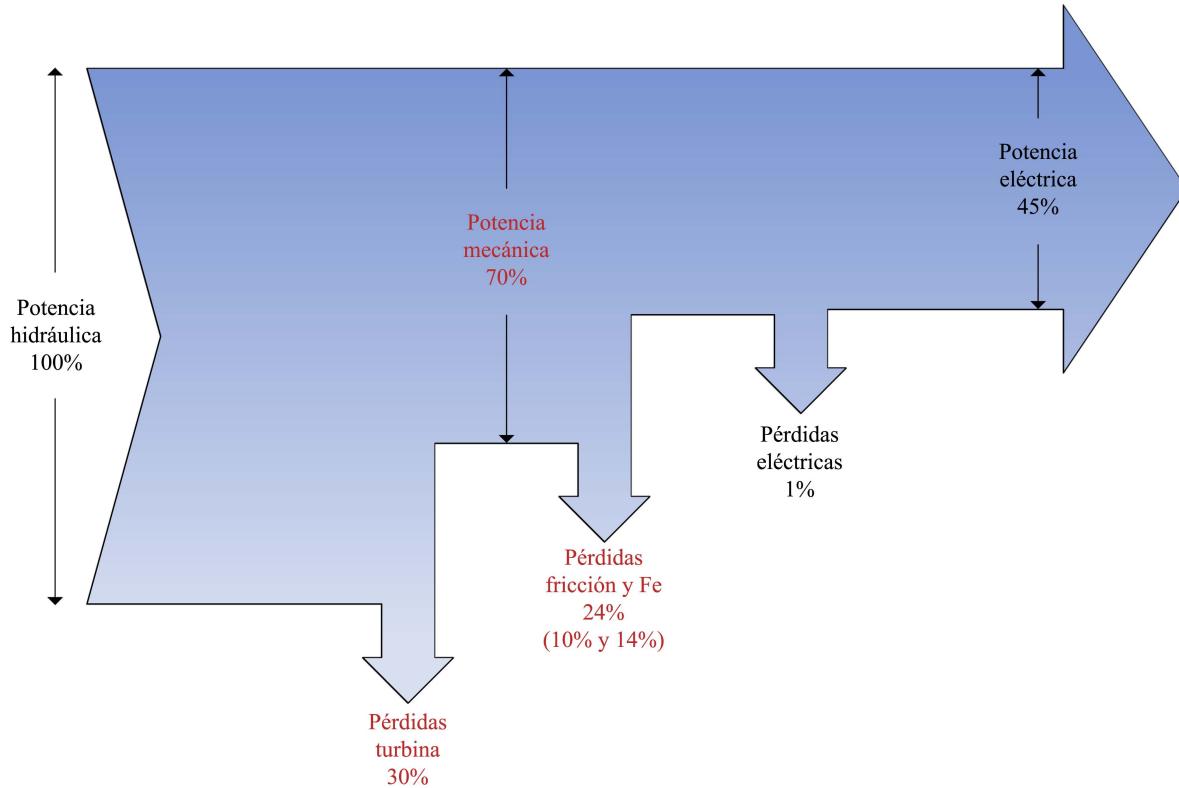 Potencia
hidráulica
100%
Potencia
mecánica
70%
Potencia
eléctrica
45%
Pérdidas
turbina
30%
Pérdidas
fricción y Fe
24%
(10% y 14%)
Pérdidas
eléctricas
1%